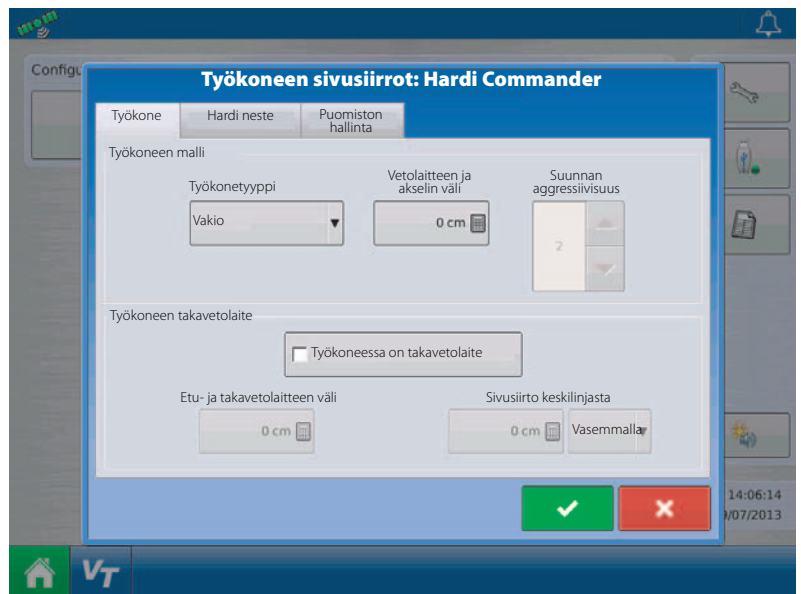 Configu
Työkoneen sivusiirrot: Hardi Commander
Työkone
Hardi neste
Puomiston
hallinta
Työkoneen malli
Työkonetyyppi
Vetolaitteen ja
akselin väli
Suunnan
aggressiivisuus
Vakio
0 cm
2
Työkoneen takavetolaite
Työkoneessa on takavetolaite
Etu- ja takavetolaitteen väli
Sivusiirto keskilinjasta
0 cm
0 cm
Vasemmalla
14:06:14
/07/2013
VT